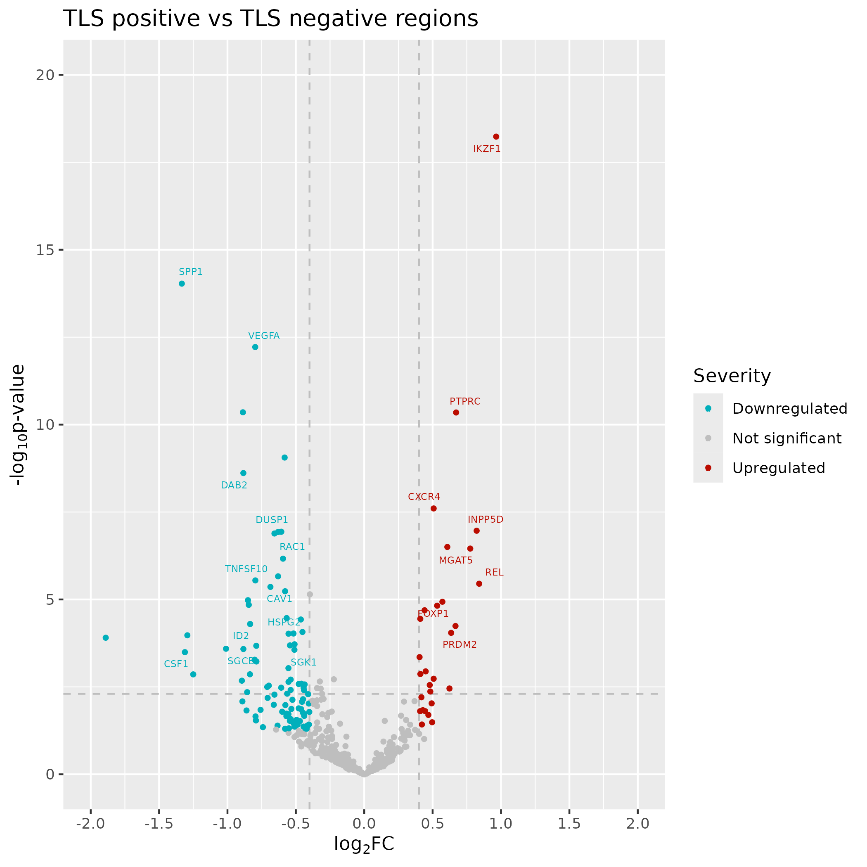 TLS positive vs TLS negative regions
20
IKZF1
15
SPP1
VEGFA
PTPRC
10
DAB2
CXCR4
DUSP1
INPP5D
RAC1
MGAT5
TNFSF10
REL
5
CAV1
FOXP1
HSPG2
ID2
PRDM2
CSF1
SGCE
SGK1
0
-2.0 -1.5 -1.0 -0.5 0.0 0.5 1.0 1.5 2.0
log2FC
-log10p-value
Severity
Downregulated
Not significant
Upregulated